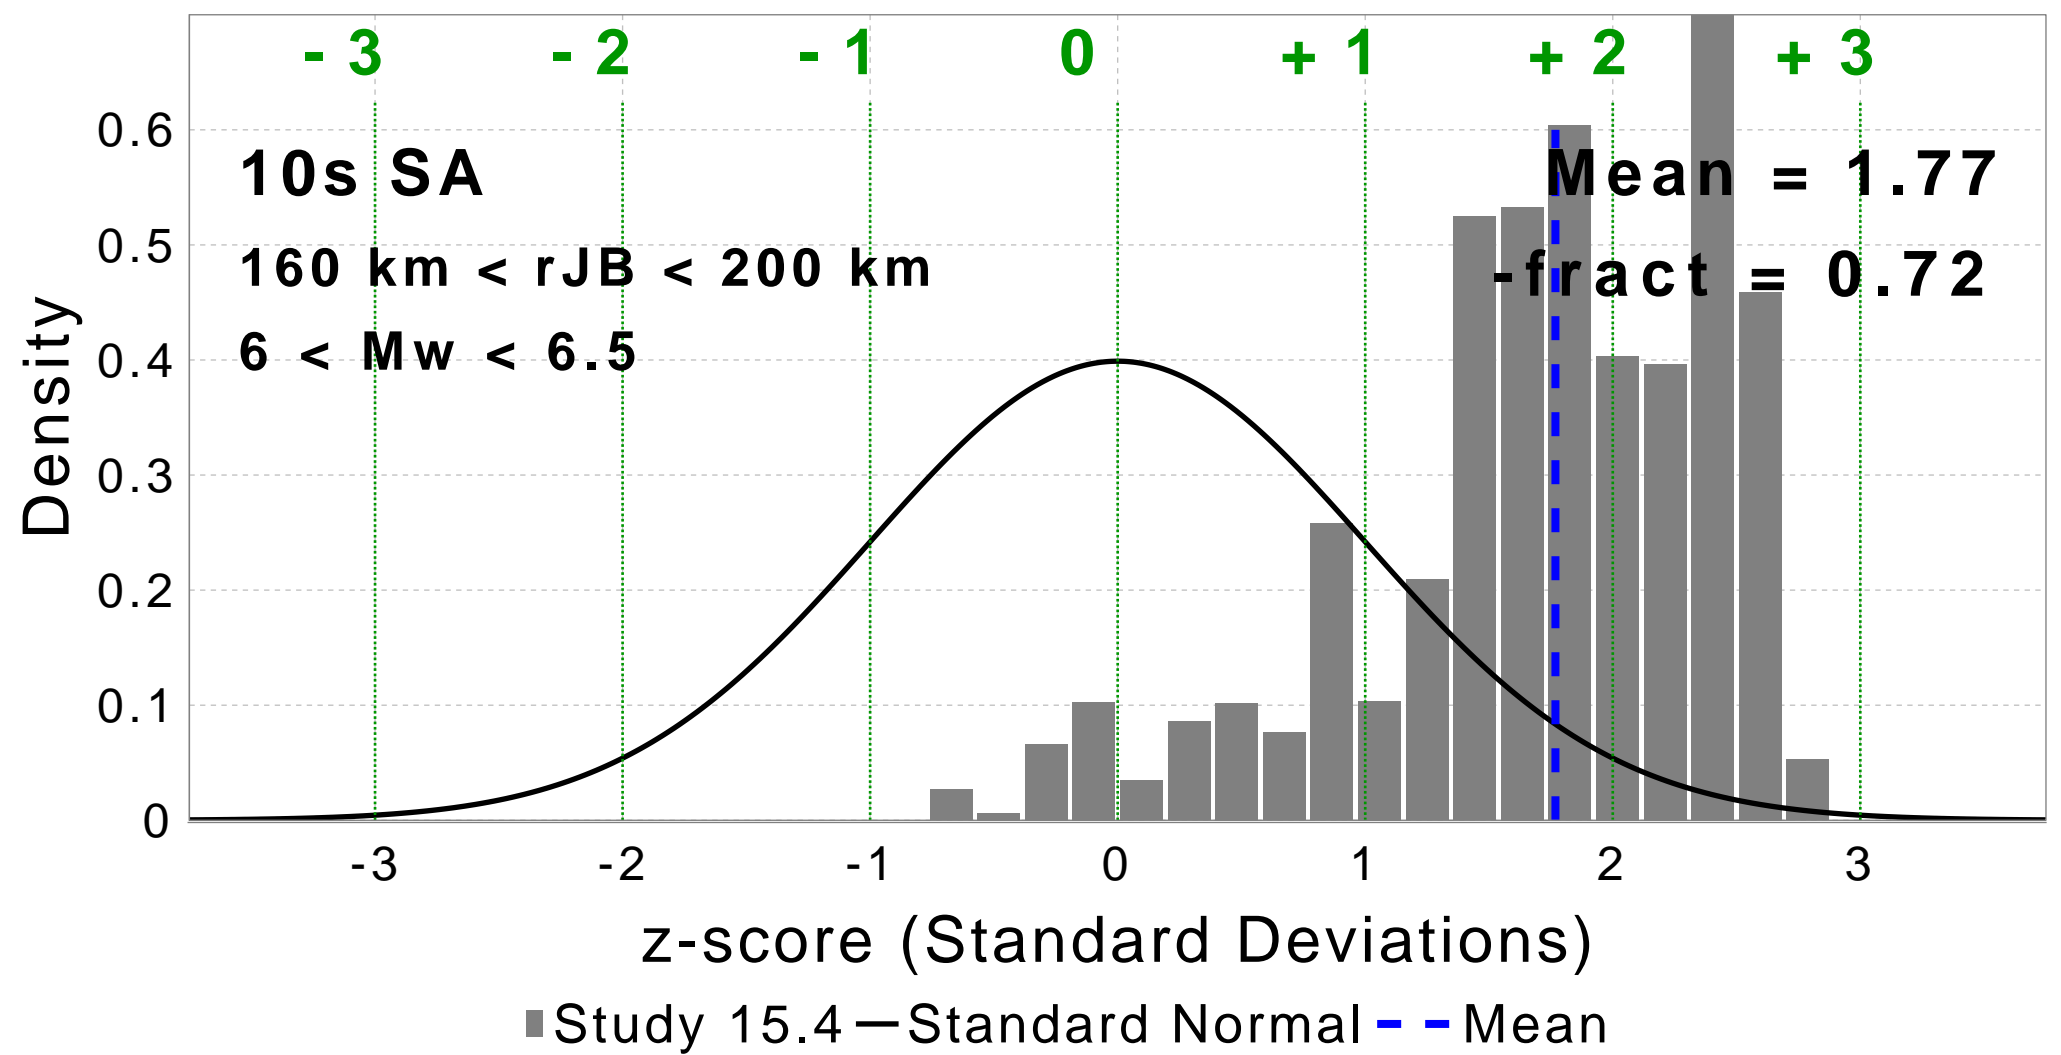 - 3 - 2 - 1 0 + 1 + 2 + 3
0.6
10s SA
Mean = 1.77
0.5
160 km < rJB < 200 km
-fract = 0.72
0.4
6 < Mw < 6.5
0.3
0.2
0.1
0
Density
-3 -2 -1 0 1 2 3
z-score (Standard Deviations)
Study 15.4 Standard Normal Mean